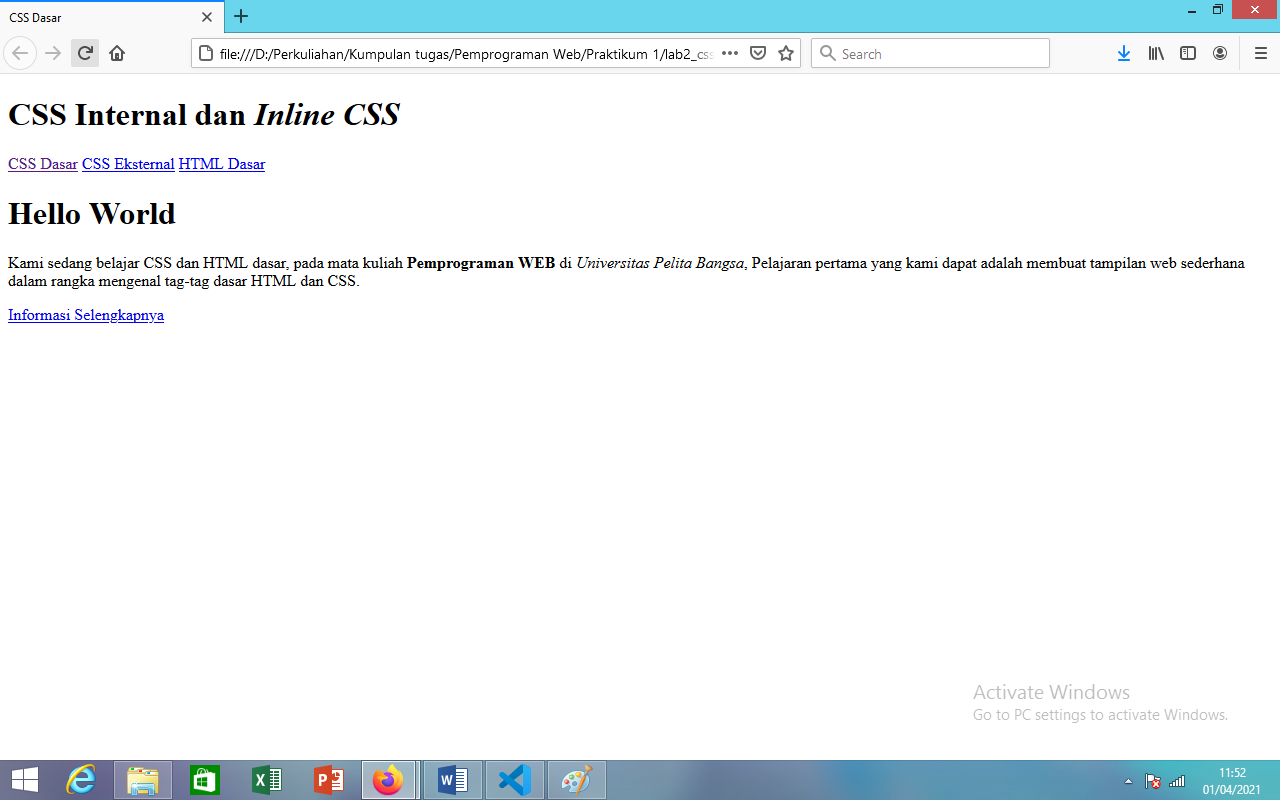 CSS Dasar
file:///D:/Perkuliahan/Kumpulan tugas/Pemprograman Web/Praktikum 1/lab2_css
Search
CSS Internal dan Inline CSS
CSS Dasar CSS Eksternal HTML Dasar
Hello World
Kami sedang belajar CSS dan HTML dasar, pada mata kuliah Pemprograman WEB di Universitas Pelita Bangsa, Pelajaran pertama yang kami dapat adalah membuat tampilan web sederhana
dalam rangka mengenal tag-tag dasar HTML dan CSS.
Informasi Selengkapnya
Activate Windows
Go to PC settings to activate Windows.
11:52
01/04/2021